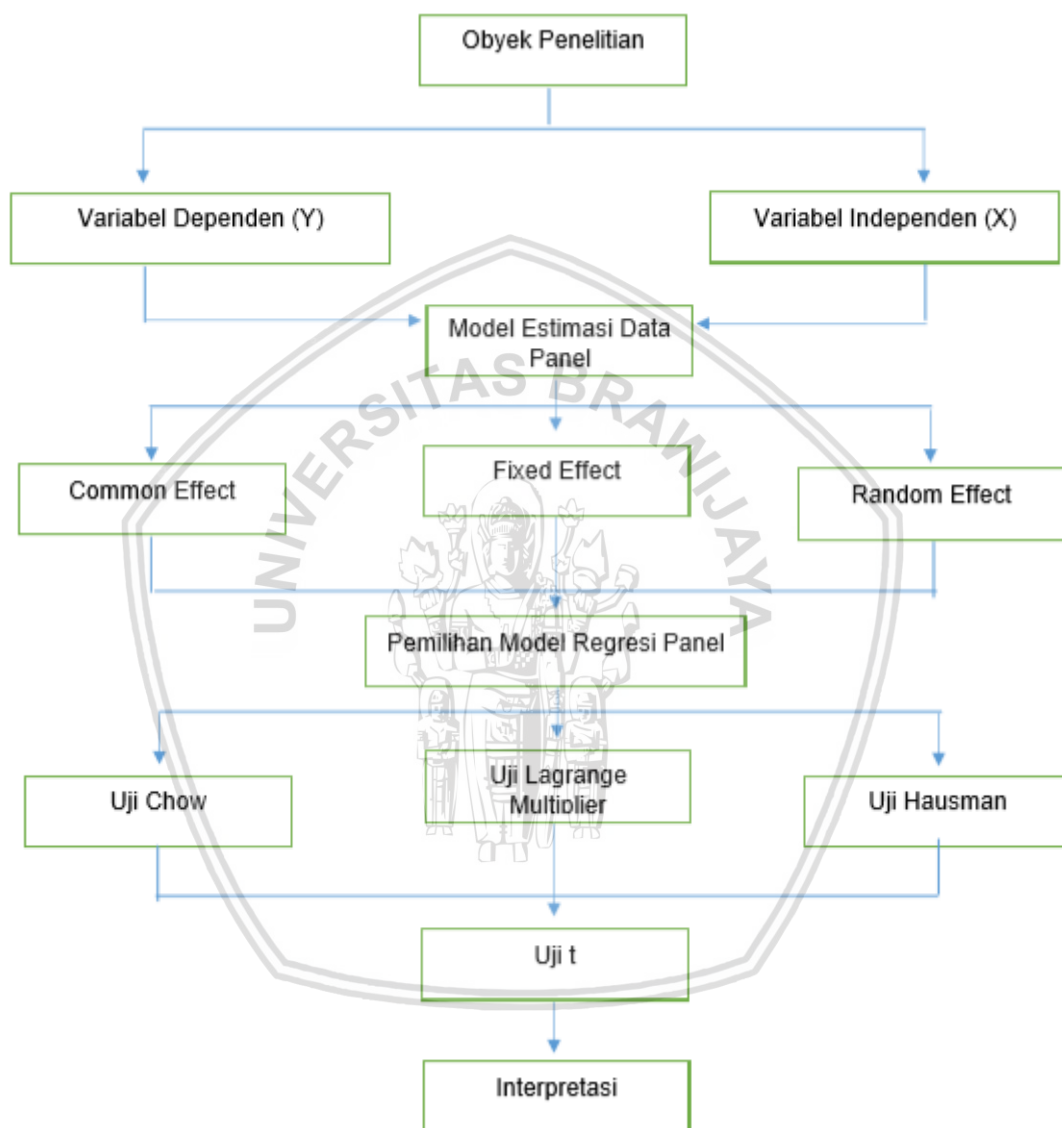 Obyek Penelitian
Variabel Dependen (Y)
Variabel Independen (X)
Model Estimasi Data
Panel
UNIVERSITAS BRAWIJAYA
Common Effect
Fixed Effect
Random Effect
Pemilihan Model Regresi Panel
Uji Chow
Uji Lagrange
Multiplier
Uji Hausman
Uji t
Interpretasi